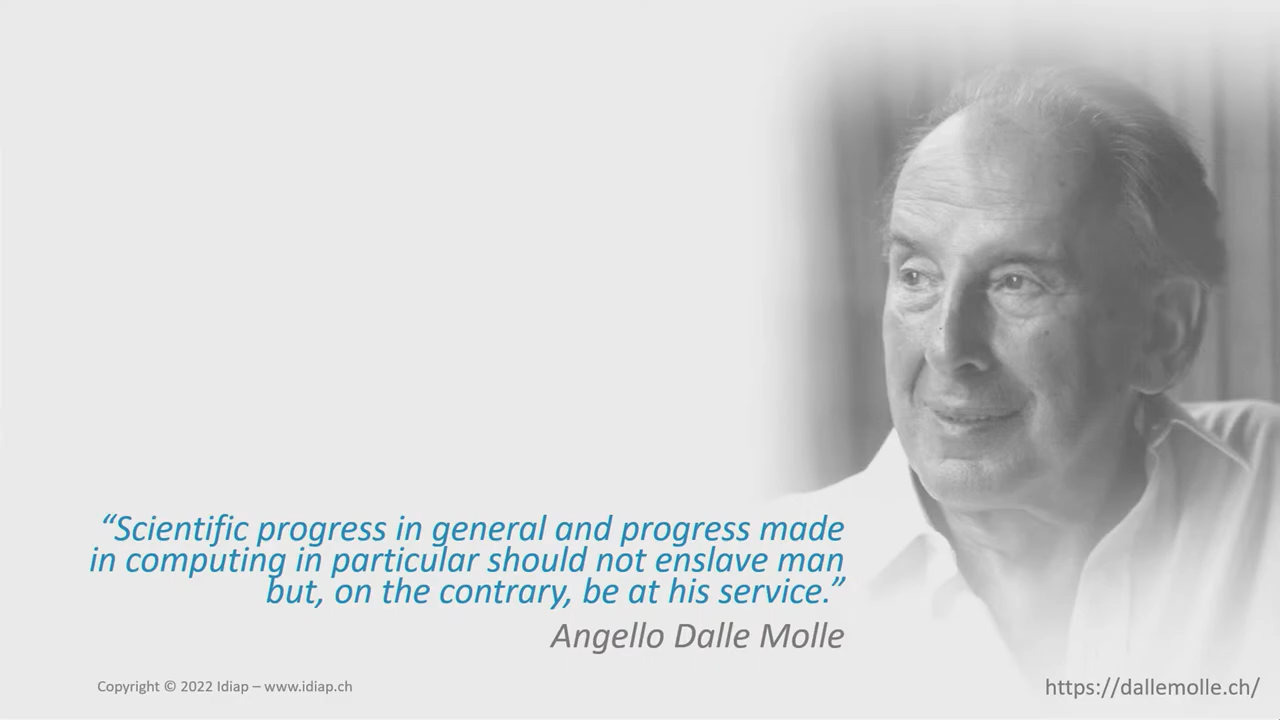 “Scientific progress in general and progress made
in computing in particular should not enslave man
but, on the contrary, be at his service.”
Angello Dalle Molle
Copyright © 2022 Idiap – www.idiap.ch
https://dallemolle.ch/